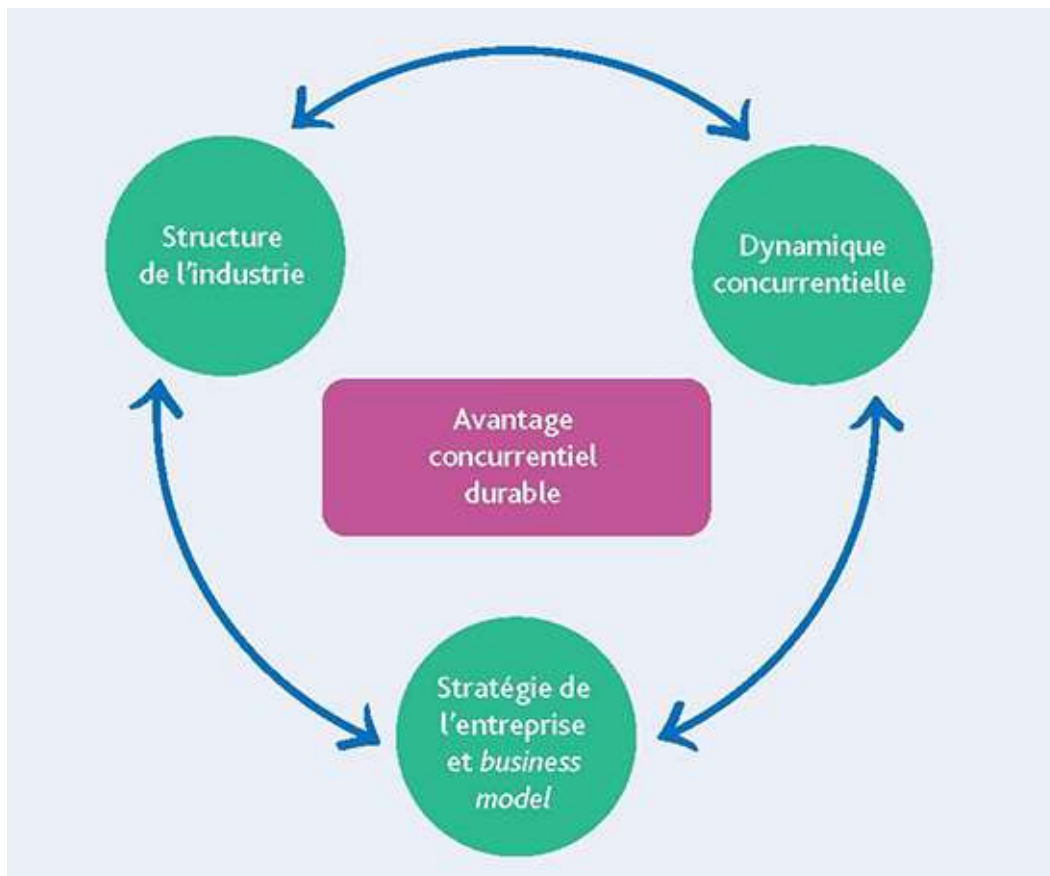 Structure
de l'industrie
Dynamique
concurrentielle
Avantage
concurrentiel
durable
Stratégie de
l'entreprise
et business
model